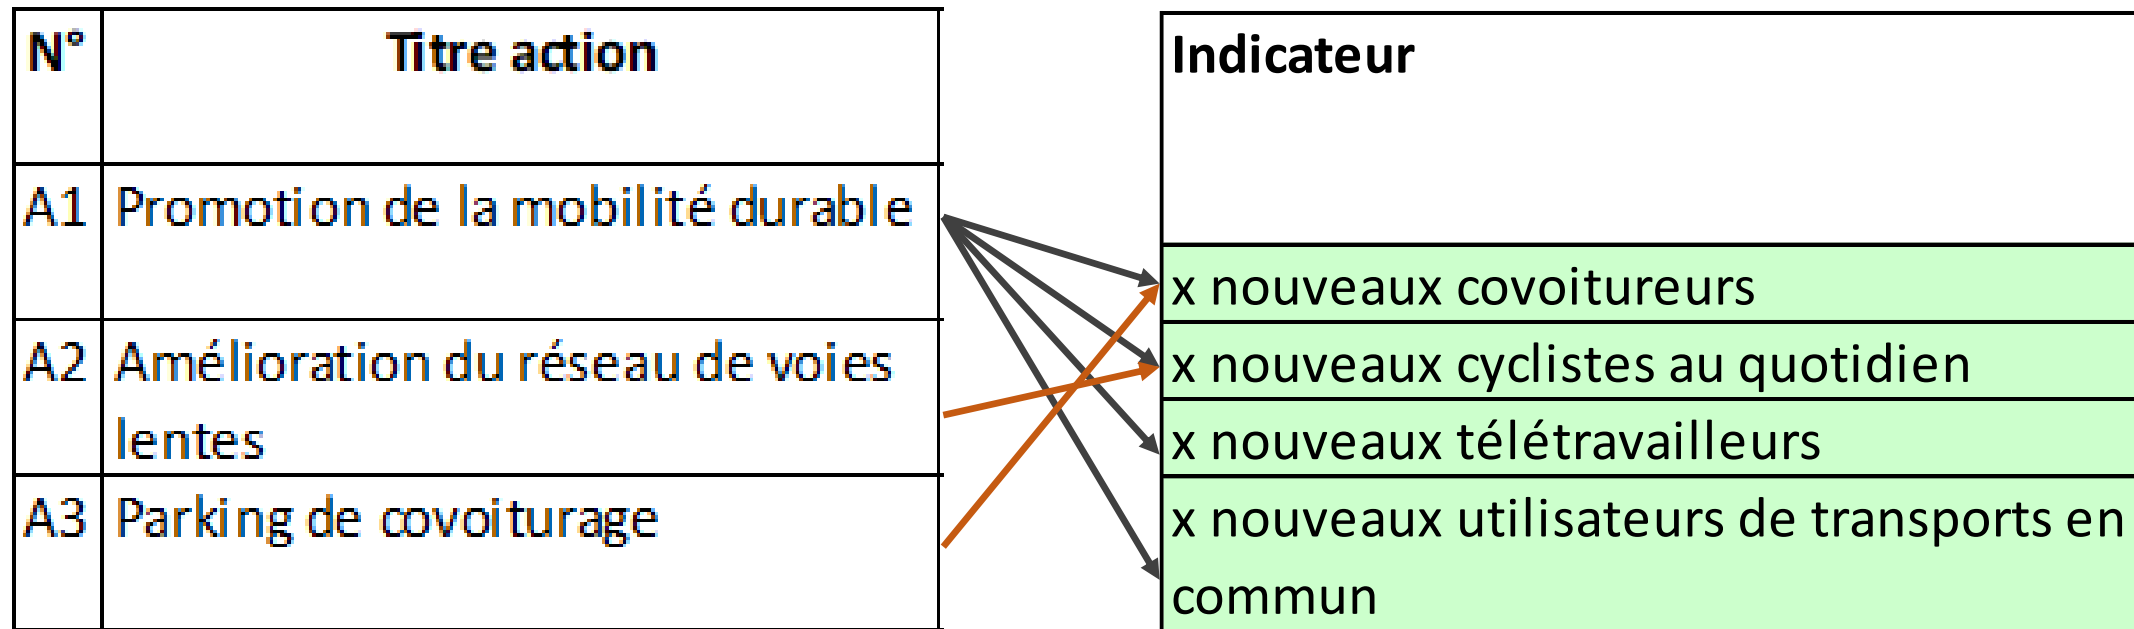 N° Titre action
A1 Promotion de la mobilité durable
A2 Amélioration du réseau de voies
lentes
A3 Parking de covoiturage
Indicateur
x nouveaux covoitureurs
x nouveaux cyclistes au quotidien
x nouveaux télétravailleurs
x nouveaux utilisateurs de transports en
commun